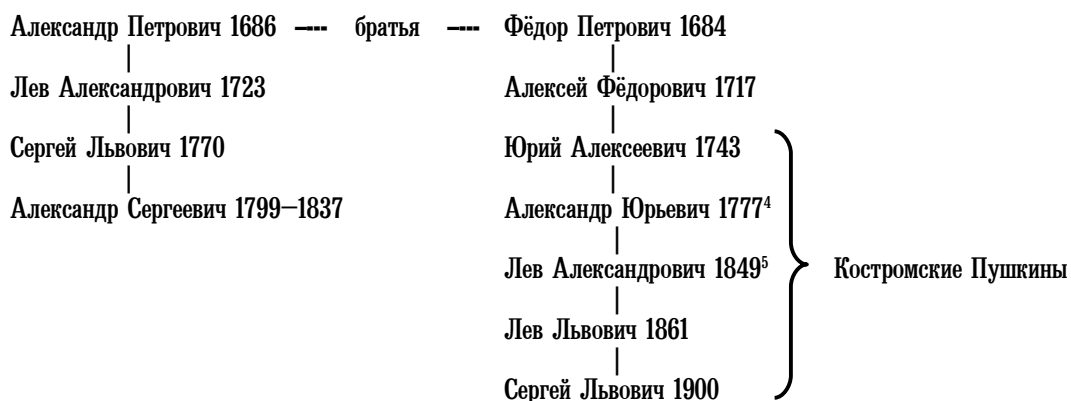 Александр Петрович 1686 ---- братья ---- Фёдор Петрович 1684
Лев Александрович 1723 Алексей Фёдорович 1717
Сергей Львович 1770 Юрий Алексеевич 1743
Александр Сергеевич 1799–1837 Александр Юрьевич 1777⁴
Лев Александрович 1849⁵ Костромские Пушкины
Лев Львович 1861
Сергей Львович 1900